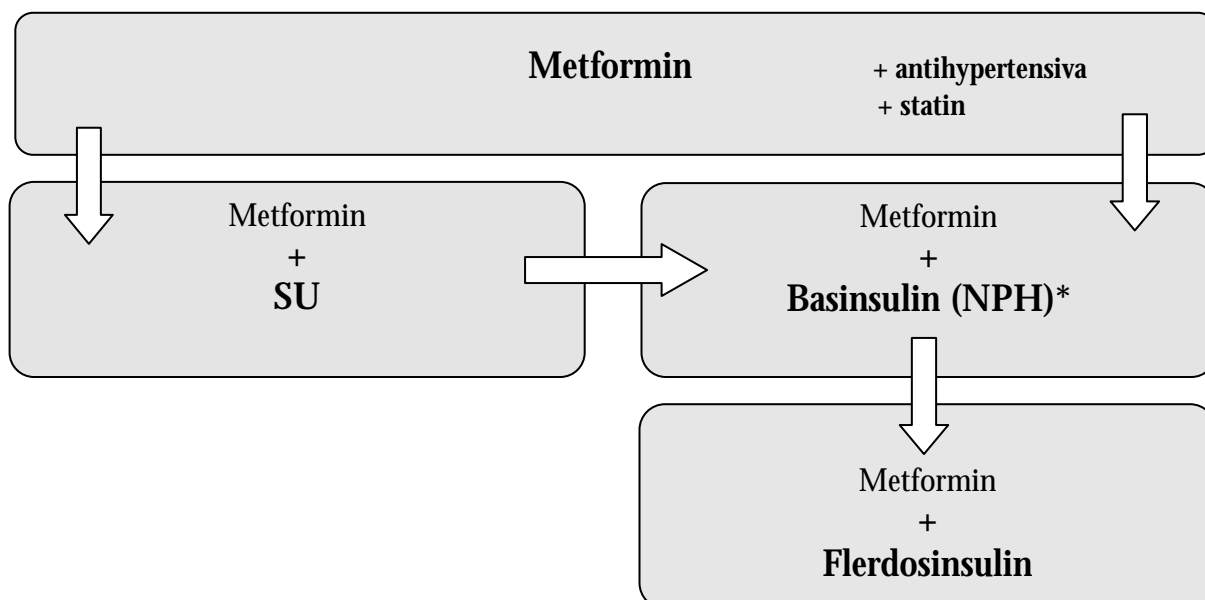 Metformin
+ antihypertensiva
+ statin
Metformin
+
SU
Metformin
+
Basinsulin (NPH)*
Metformin
+
Flerdosinsulin